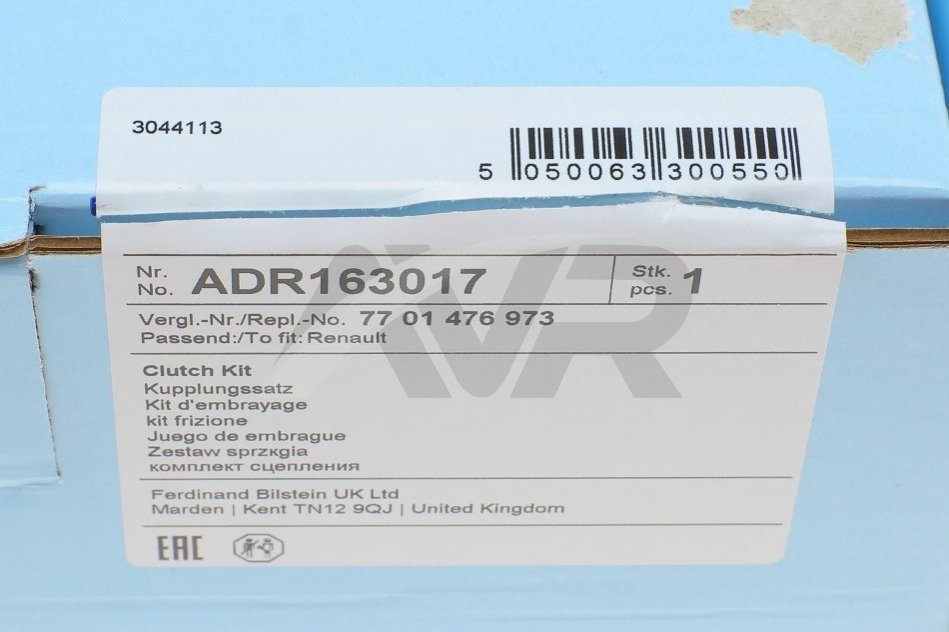 3044113
5 050063 300550
Nr.
No. ADR163017
Stk.
pcs. 1
Vergl.-Nr./Repl.-No. 77 01 476 973
Passend:/To fit: Renault
Clutch Kit
Kupplungssatz
Kit d'embrayage
kit frizione
Juego de embrague
Zestaw sprzкgia
комплект сцепления
Ferdinand Bilstein UK Ltd
Marden | Kent TN12 9QJ | United Kingdom
EAC
AVR